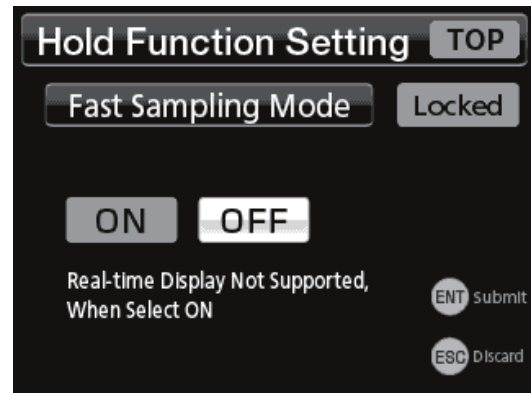 Hold Function Setting TOP
Fast Sampling Mode Locked
ON OFF
Real-time Display Not Supported,
When Select ON
ENT Submit
ESC Discard